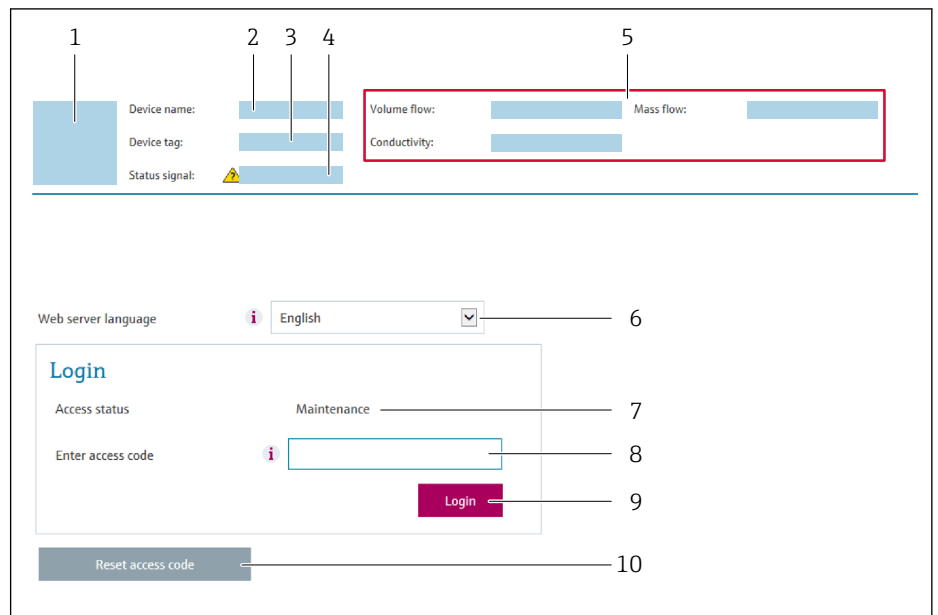 1 2 3 4 5
Device name: Volume flow: Mass flow:
Device tag: Conductivity:
Status signal: ?
Web server language i English 6
Login
Access status Maintenance 7
Enter access code i 8
Login 9
Reset access code 10